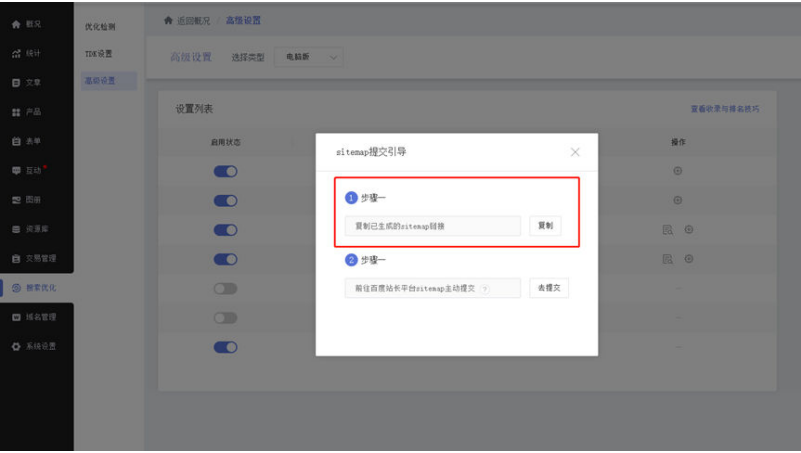 概况
统计
文章
产品
表单
互动
图册
资源库
交易管理
搜索优化
域名管理
系统设置
优化检测
TDK设置
高级设置
返回概况 / 高级设置
高级设置 选择类型 电脑版
设置列表 查看收录与排名技巧
启用状态 操作
sitemap提交引导
1 步骤一
复制已生成的sitemap链接 复制
2 步骤一
前往百度站长平台sitemap主动提交 ? 去提交